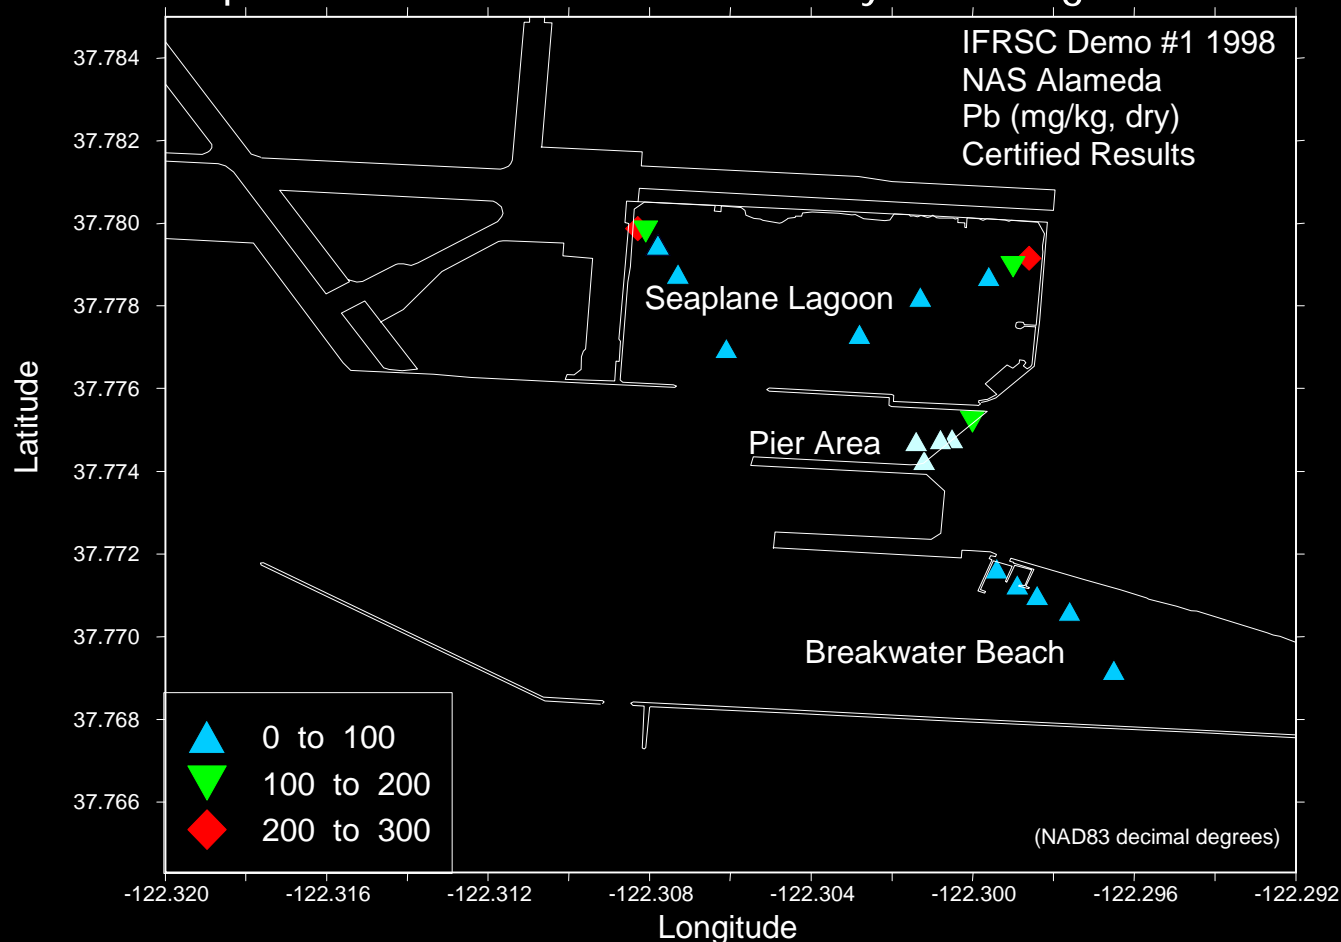 IFRSC Demo #1 1998
NAS Alameda
Pb (mg/kg, dry)
Certified Results
37.784
37.782
37.780
37.778
37.776
37.774
37.772
37.770
37.768
37.766
Latitude
Seaplane Lagoon
Pier Area
Breakwater Beach
0 to 100
100 to 200
200 to 300
(NAD83 decimal degrees)
-122.320 -122.316 -122.312 -122.308 -122.304 -122.300 -122.296 -122.292
Longitude